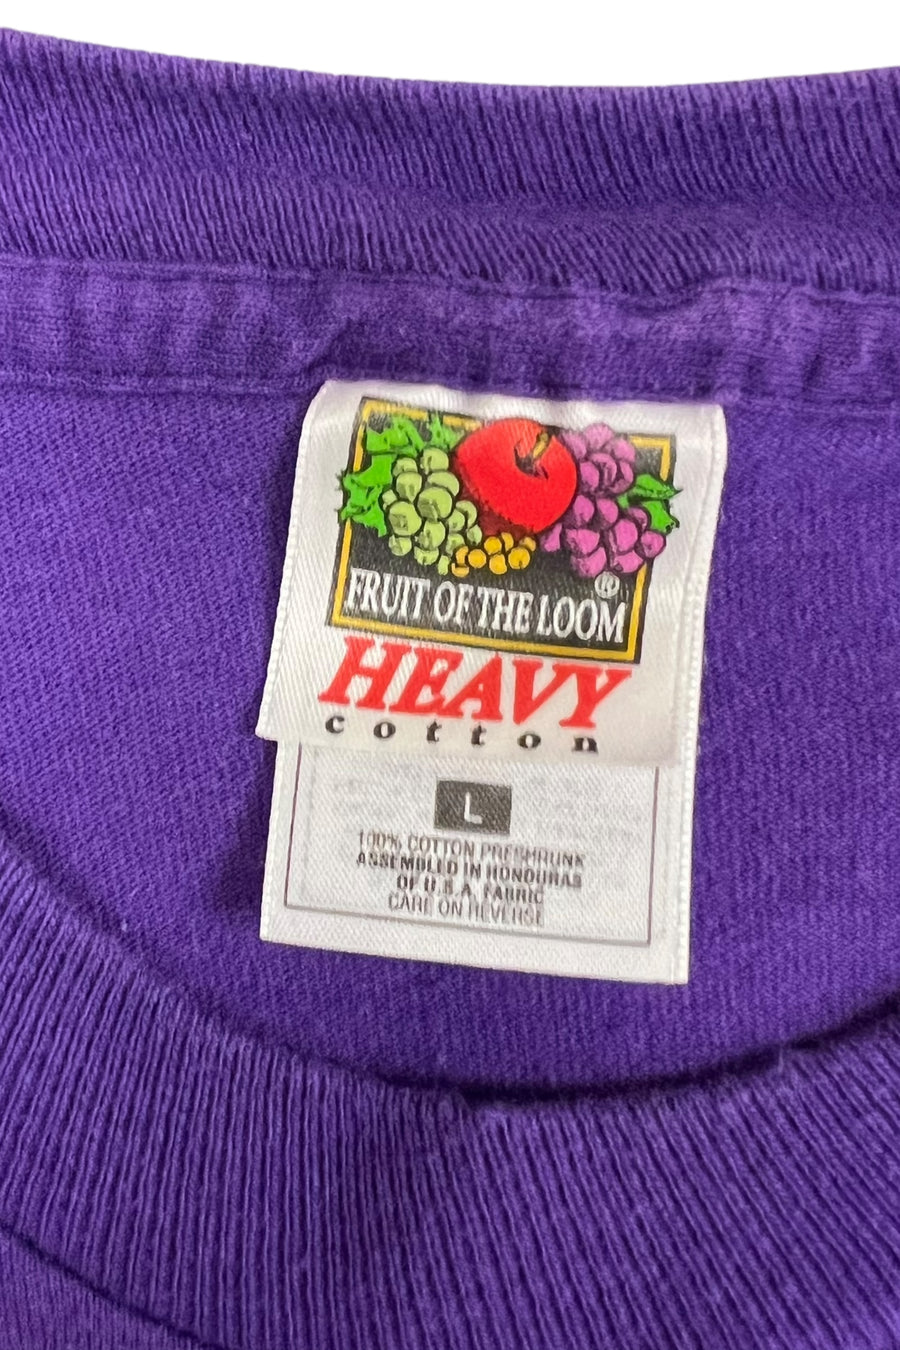 FRUIT OF THE LOOM ®
HEAVY
cotton
L
100% COTTON PRESHRUNK
ASSEMBLED IN HONDURAS
OF U.S.A. FABRIC
CARE ON REVERSE